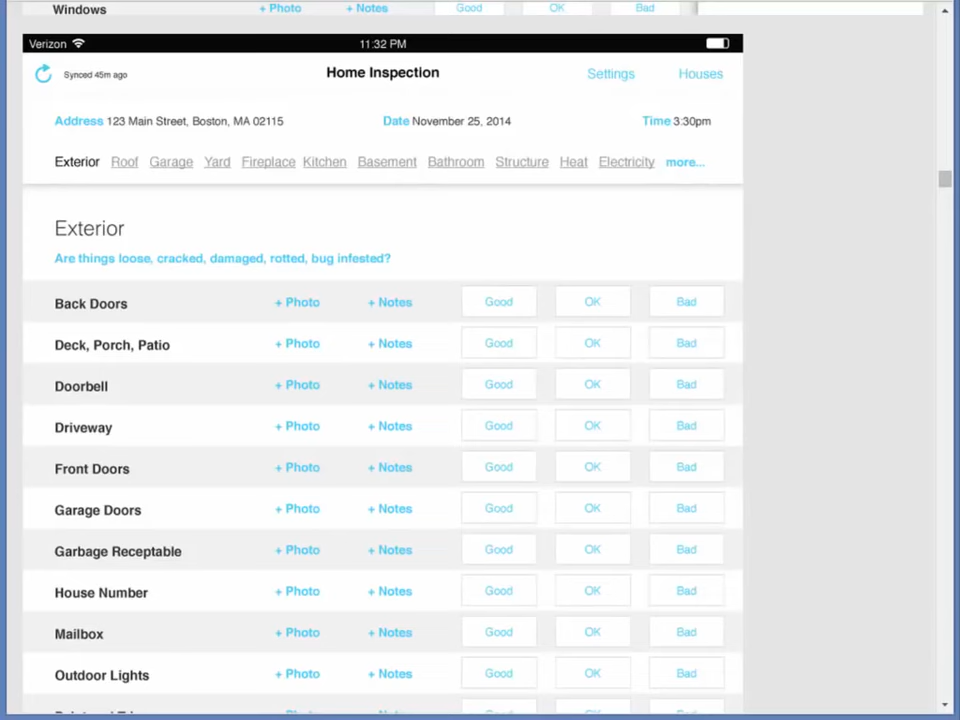 Windows + Photo + Notes Good OK Bad
Verizon 11:32 PM
Synced 45m ago Home Inspection Settings Houses
Address 123 Main Street, Boston, MA 02115 Date November 25, 2014 Time 3:30pm
Exterior Roof Garage Yard Fireplace Kitchen Basement Bathroom Structure Heat Electricity more...
Exterior
Are things loose, cracked, damaged, rotted, bug infested?
Back Doors + Photo + Notes Good OK Bad
Deck, Porch, Patio + Photo + Notes Good OK Bad
Doorbell + Photo + Notes Good OK Bad
Driveway + Photo + Notes Good OK Bad
Front Doors + Photo + Notes Good OK Bad
Garage Doors + Photo + Notes Good OK Bad
Garbage Receptable + Photo + Notes Good OK Bad
House Number + Photo + Notes Good OK Bad
Mailbox + Photo + Notes Good OK Bad
Outdoor Lights + Photo + Notes Good OK Bad